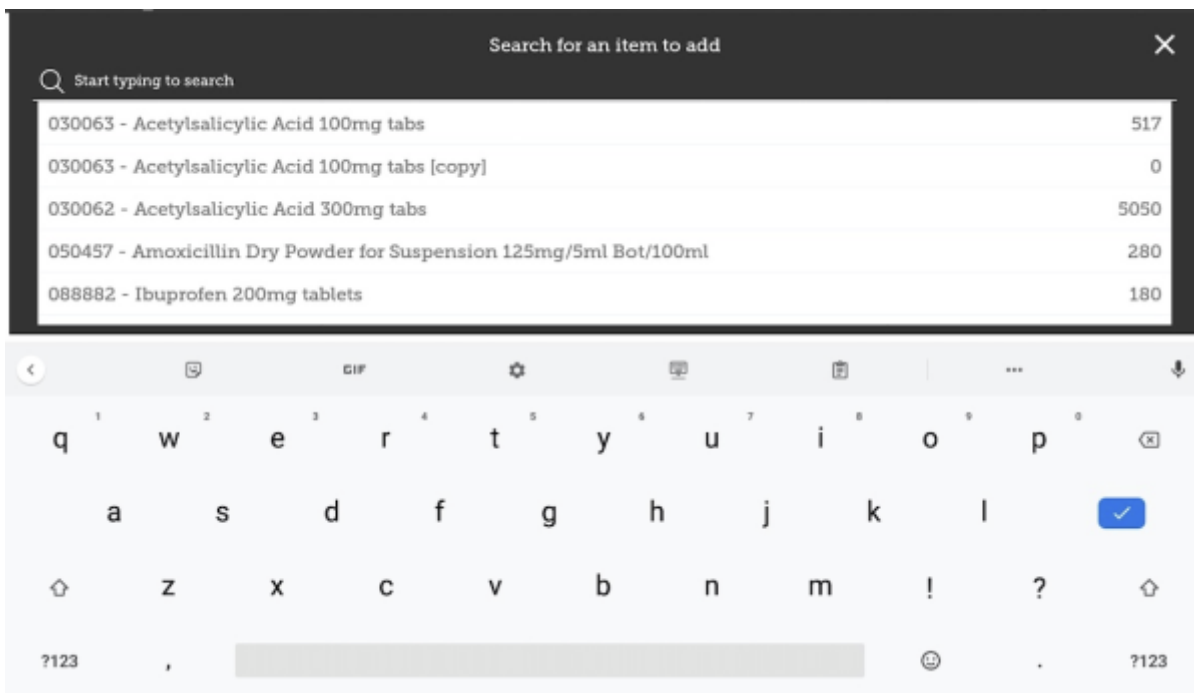 Search for an item to add
Start typing to search
030063 - Acetylsalicylic Acid 100mg tabs 517
030063 - Acetylsalicylic Acid 100mg tabs [copy] 0
030062 - Acetylsalicylic Acid 300mg tabs 5050
050457 - Amoxicillin Dry Powder for Suspension 125mg/5ml Bot/100ml 280
088882 - Ibuprofen 200mg tablets 180
GIF
1 2 3 4 5 6 7 8 9 0
q w e r t y u i o p
a s d f g h j k l
z x c v b n m ! ?
?123 , . ?123